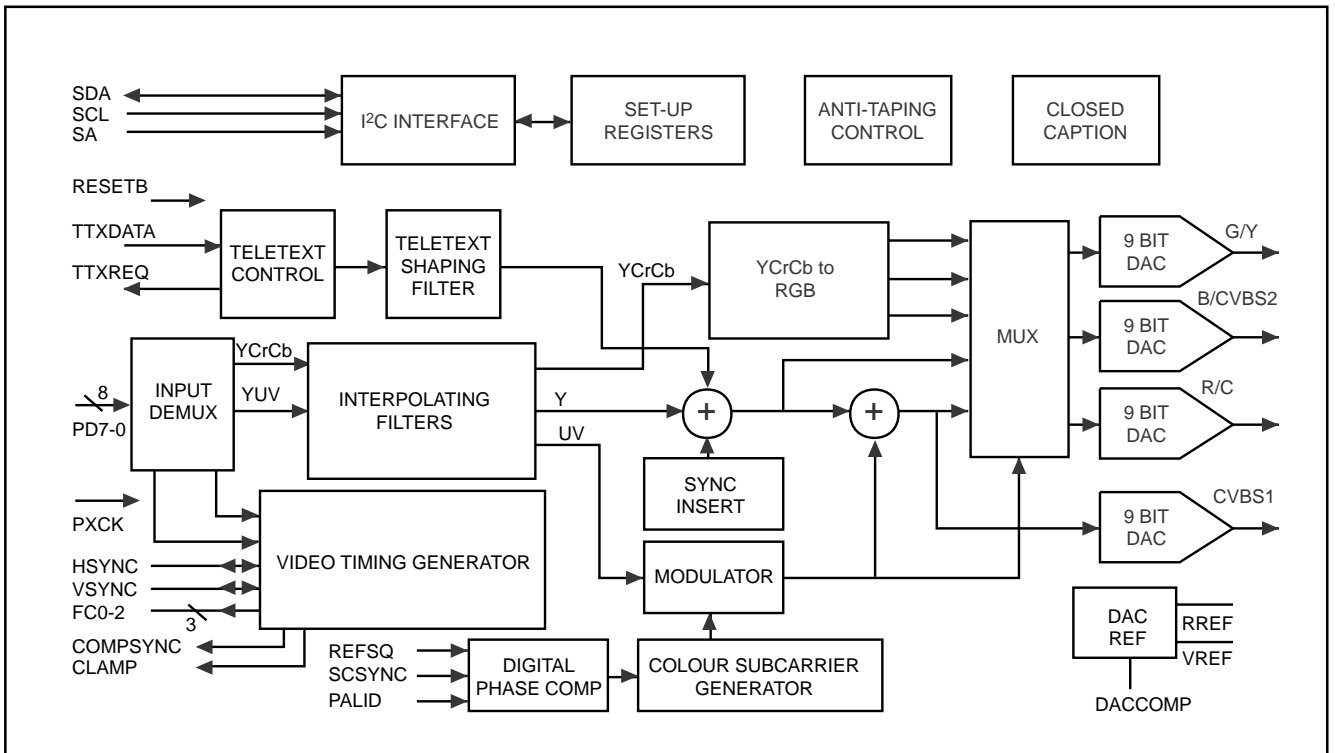 SDA
SCL
SA
I²C INTERFACE
SET-UP
REGISTERS
ANTI-TAPING
CONTROL
CLOSED
CAPTION
RESETB
TTXDATA
TTXREQ
TELETEXT
CONTROL
TELETEXT
SHAPING
FILTER
YCrCb
YCrCb to
RGB
MUX
9 BIT
DAC
G/Y
9 BIT
DAC
B/CVBS2
9 BIT
DAC
R/C
9 BIT
DAC
CVBS1
8
PD7-0
INPUT
DEMUX
YCrCb
YUV
INTERPOLATING
FILTERS
Y
UV
+
+
SYNC
INSERT
PXCK
HSYNC
VSYNC
FC0-2
3
COMPSYNC
CLAMP
VIDEO TIMING GENERATOR
MODULATOR
REFSQ
SCSYNC
PALID
DIGITAL
PHASE COMP
COLOUR SUBCARRIER
GENERATOR
DAC
REF
RREF
VREF
DACCOMP